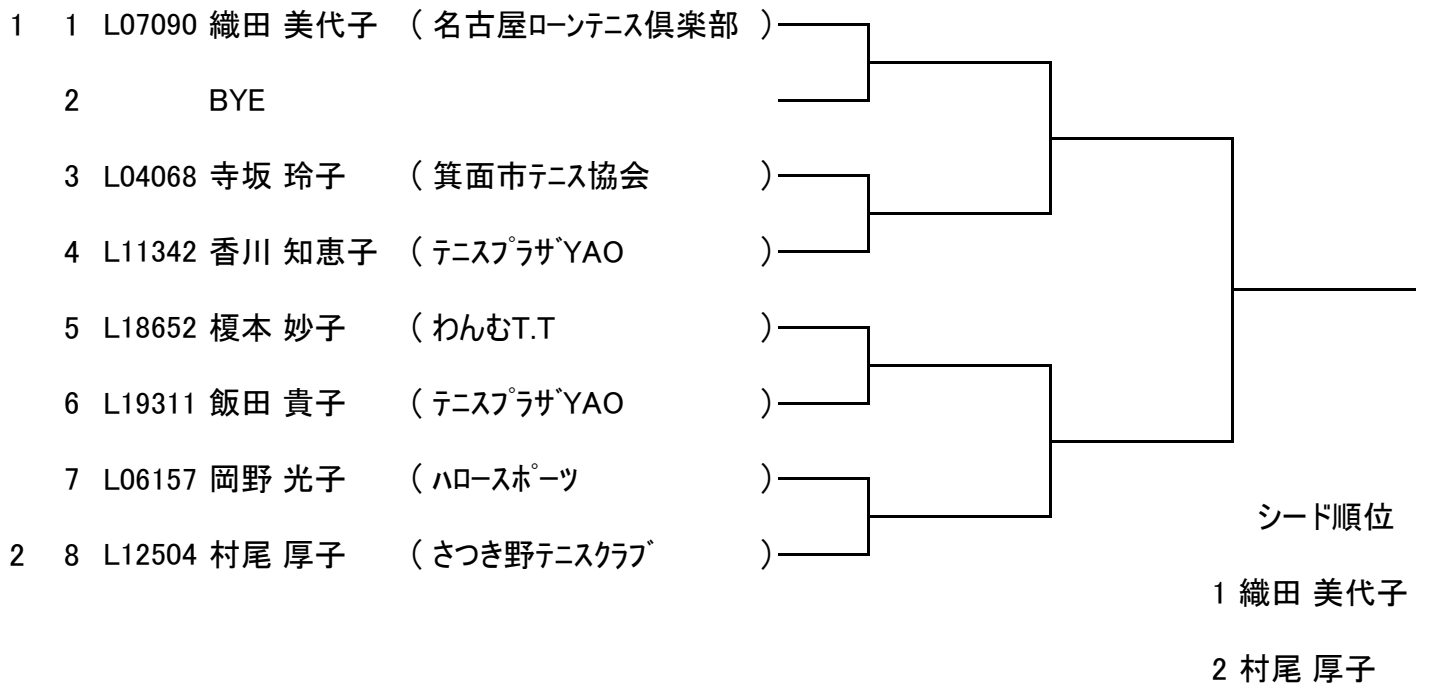 1 1 L07090 織田 美代子 ( 名古屋ﾛｰﾝﾃﾆｽ倶楽部 )
2 BYE
3 L04068 寺坂 玲子 ( 箕面市ﾃﾆｽ協会 )
4 L11342 香川 知恵子 ( ﾃﾆｽﾌﾟﾗｻﾞYAO )
5 L18652 榎本 妙子 ( わんむT.T )
6 L19311 飯田 貴子 ( ﾃﾆｽﾌﾟﾗｻﾞYAO )
7 L06157 岡野 光子 ( ﾊﾛｰｽﾎﾟｰﾂ )
2 8 L12504 村尾 厚子 ( さつき野ﾃﾆｽｸﾗﾌﾞ )
シード順位
1 織田 美代子
2 村尾 厚子